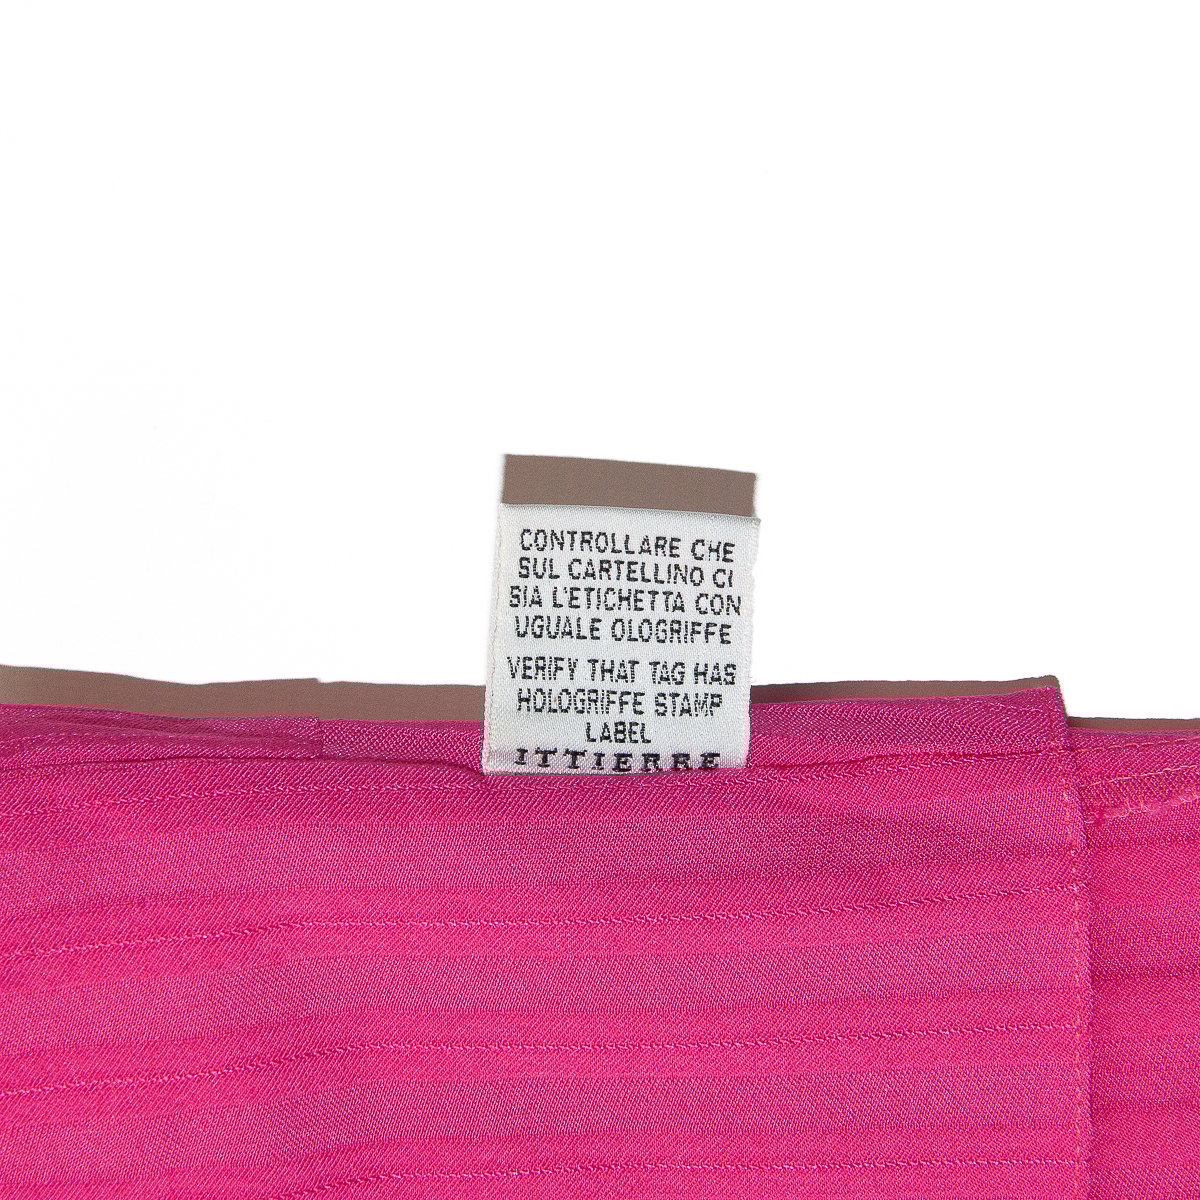 CONTROLLARE CHE
SUL CARTELLINO CI
SIA L'ETICHETTA CON
UGUALE OLOGRIFFE
VERIFY THAT TAG HAS
HOLOGRIFFE STAMP
LABEL
ITTIERRE